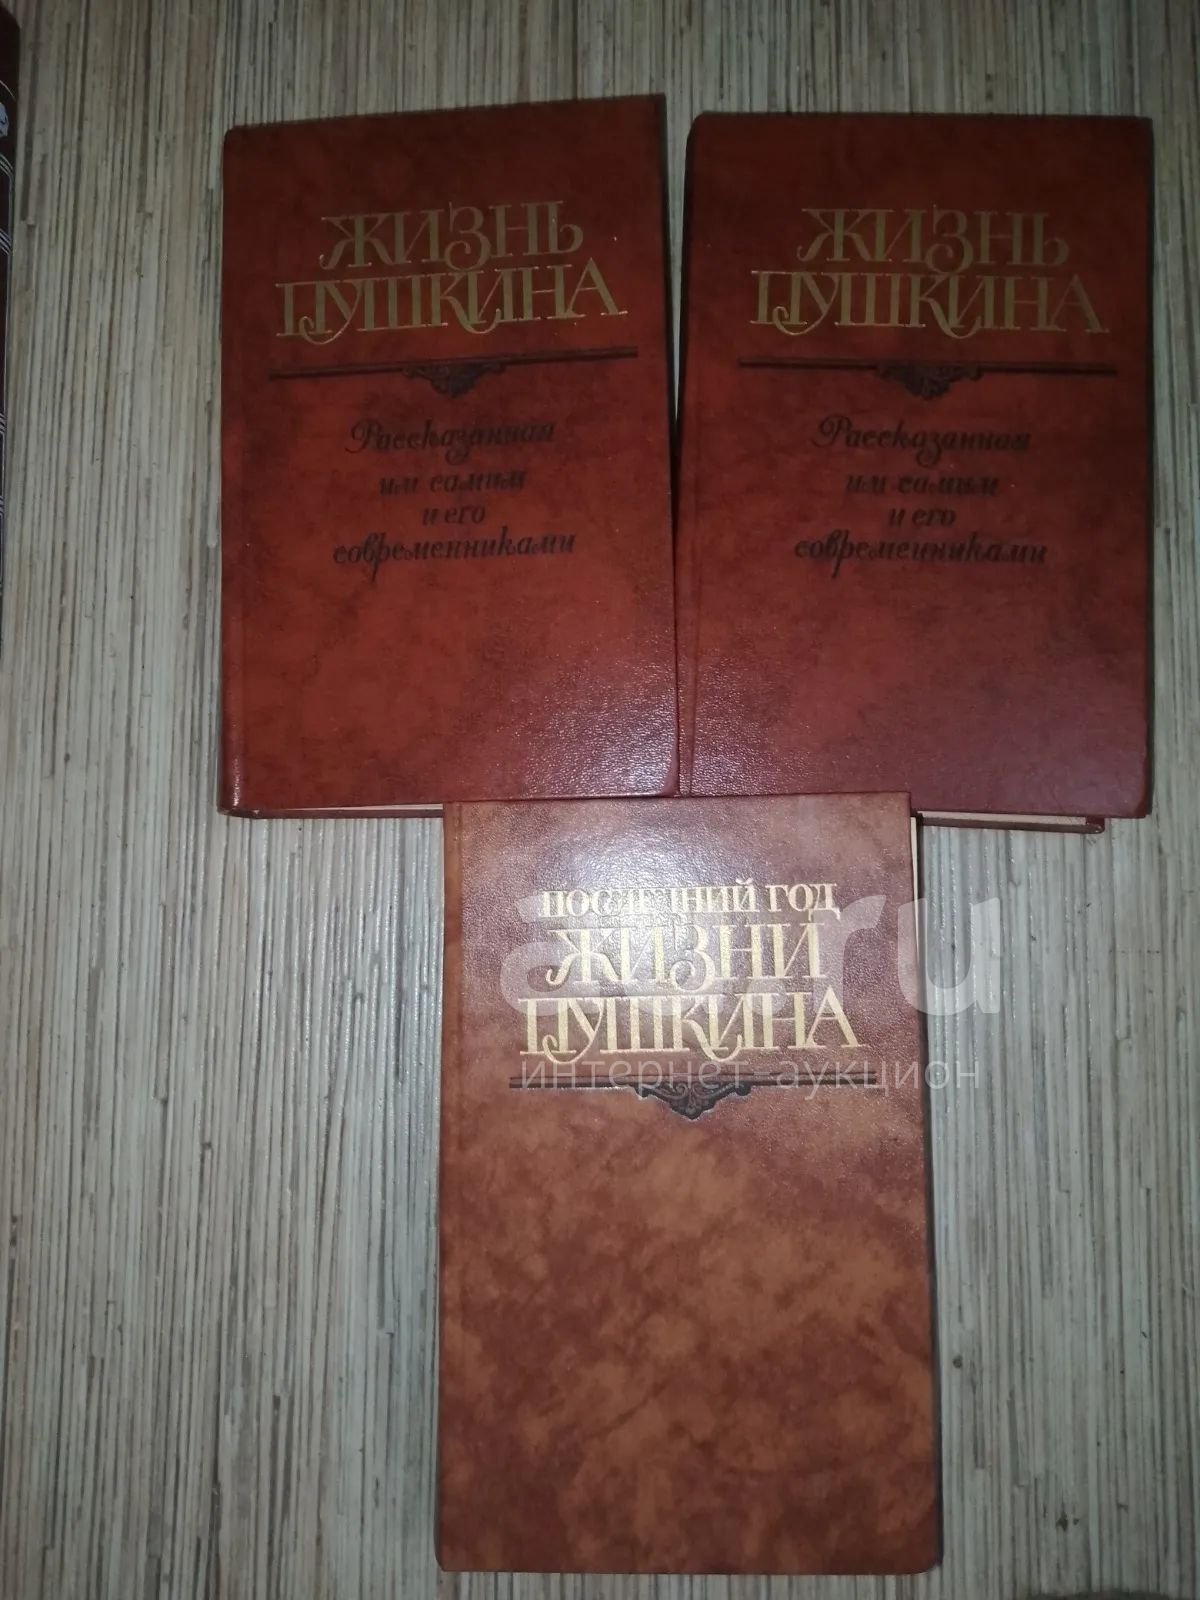 ЖИЗНЬ
ПУШКИНА
Рассказанная
им самим
и его
современниками
ЖИЗНЬ
ПУШКИНА
Рассказанная
им самим
и его
современниками
ПОСЛЕДНИЙ ГОД
ЖИЗНИ
ПУШКИНА
au.ru
интернет-аукцион